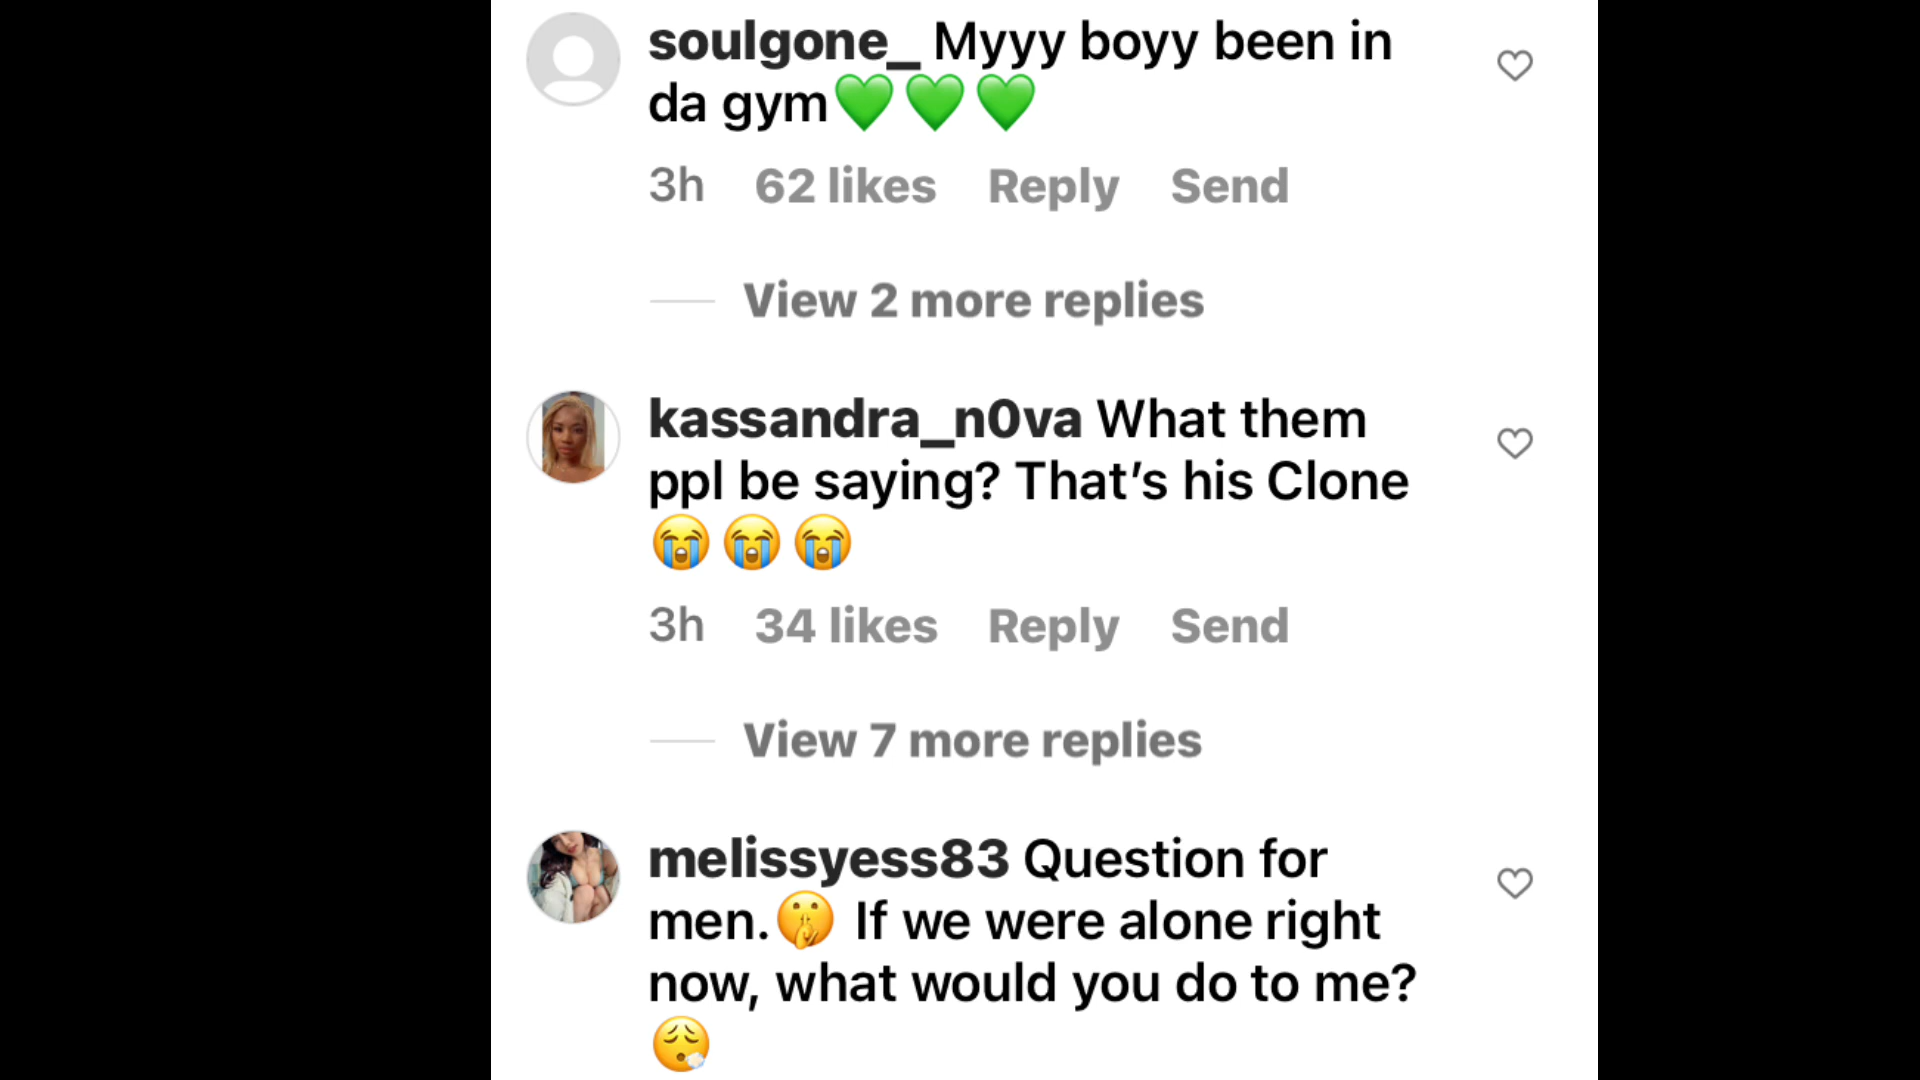 soulgone_ Myyy boyy been in
da gym💚💚💚
3h 62 likes Reply Send
View 2 more replies
kassandra_n0va What them
ppl be saying? That’s his Clone
😭😭😭
3h 34 likes Reply Send
View 7 more replies
melissyess83 Question for
men.🤫 If we were alone right
now, what would you do to me?
😮‍💨